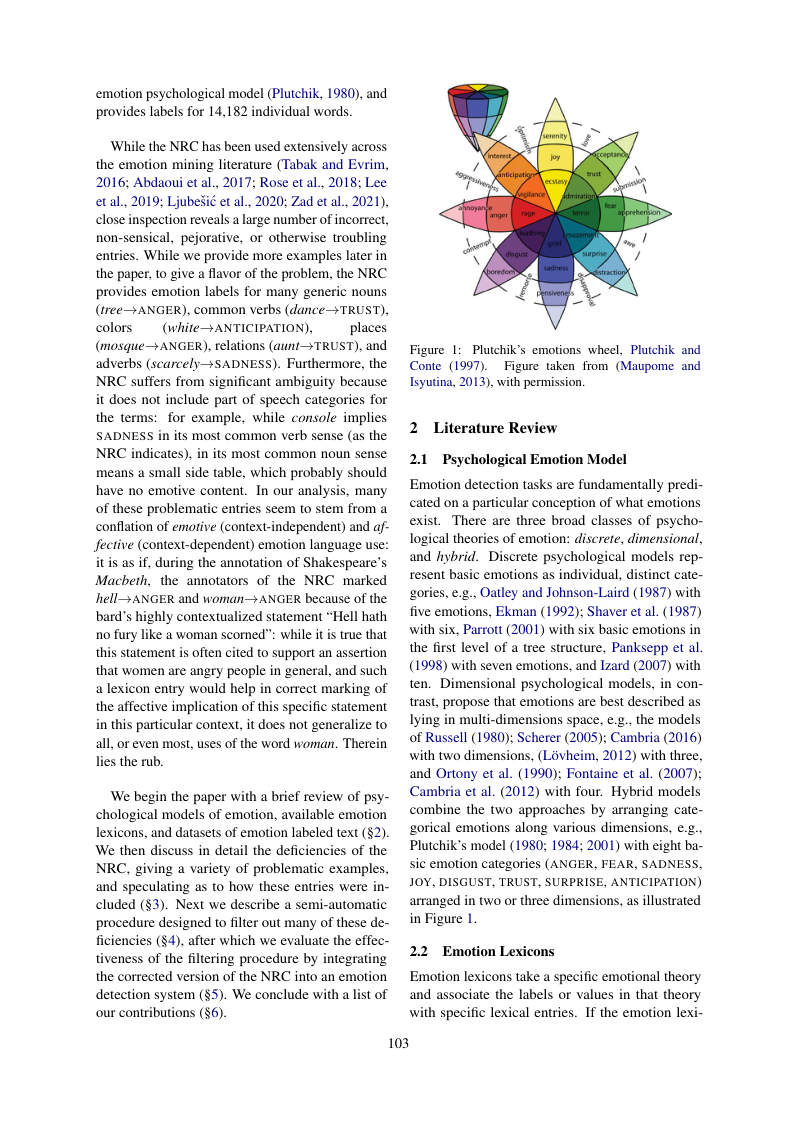 emotion psychological model (Plutchik, 1980), and
provides labels for 14,182 individual words.
While the NRC has been used extensively across
the emotion mining literature (Tabak and Evrim,
2016; Abdaoui et al., 2017; Rose et al., 2018; Lee
et al., 2019; Ljubešić et al., 2020; Zad et al., 2021),
close inspection reveals a large number of incorrect,
non-sensical, pejorative, or otherwise troubling
entries. While we provide more examples later in
the paper, to give a flavor of the problem, the NRC
provides emotion labels for many generic nouns
(tree→ANGER), common verbs (dance→TRUST),
colors (white→ANTICIPATION), places
(mosque→ANGER), relations (aunt→TRUST), and
adverbs (scarcely→SADNESS). Furthermore, the
NRC suffers from significant ambiguity because
it does not include part of speech categories for
the terms: for example, while console implies
SADNESS in its most common verb sense (as the
NRC indicates), in its most common noun sense
means a small side table, which probably should
have no emotive content. In our analysis, many
of these problematic entries seem to stem from a
conflation of emotive (context-independent) and af-
fective (context-dependent) emotion language use:
it is as if, during the annotation of Shakespeare's
Macbeth, the annotators of the NRC marked
hell→ANGER and woman→ANGER because of the
bard's highly contextualized statement "Hell hath
no fury like a woman scorned": while it is true that
this statement is often cited to support an assertion
that women are angry people in general, and such
a lexicon entry would help in correct marking of
the affective implication of this specific statement
in this particular context, it does not generalize to
all, or even most, uses of the word woman. Therein
lies the rub.
We begin the paper with a brief review of psy-
chological models of emotion, available emotion
lexicons, and datasets of emotion labeled text (§2).
We then discuss in detail the deficiencies of the
NRC, giving a variety of problematic examples,
and speculating as to how these entries were in-
cluded (§3). Next we describe a semi-automatic
procedure designed to filter out many of these de-
ficiencies (§4), after which we evaluate the effec-
tiveness of the filtering procedure by integrating
the corrected version of the NRC into an emotion
detection system (§5). We conclude with a list of
our contributions (§6).
optimism
serenity
love
interest
joy
acceptance
anticipation
trust
aggressiveness
ecstasy
submission
vigilance
admiration
annoyance
anger
rage
terror
fear
apprehension
loathing
amazement
grief
contempt
disgust
surprise
awe
boredom
sadness
distraction
remorse
pensiveness
disapproval
Figure 1: Plutchik's emotions wheel, Plutchik and
Conte (1997). Figure taken from (Maupome and
Isyutina, 2013), with permission.
2 Literature Review
2.1 Psychological Emotion Model
Emotion detection tasks are fundamentally predi-
cated on a particular conception of what emotions
exist. There are three broad classes of psycho-
logical theories of emotion: discrete, dimensional,
and hybrid. Discrete psychological models rep-
resent basic emotions as individual, distinct cate-
gories, e.g., Oatley and Johnson-Laird (1987) with
five emotions, Ekman (1992); Shaver et al. (1987)
with six, Parrott (2001) with six basic emotions in
the first level of a tree structure, Panksepp et al.
(1998) with seven emotions, and Izard (2007) with
ten. Dimensional psychological models, in con-
trast, propose that emotions are best described as
lying in multi-dimensions space, e.g., the models
of Russell (1980); Scherer (2005); Cambria (2016)
with two dimensions, (Lövheim, 2012) with three,
and Ortony et al. (1990); Fontaine et al. (2007);
Cambria et al. (2012) with four. Hybrid models
combine the two approaches by arranging cate-
gorical emotions along various dimensions, e.g.,
Plutchik's model (1980; 1984; 2001) with eight ba-
sic emotion categories (ANGER, FEAR, SADNESS,
JOY, DISGUST, TRUST, SURPRISE, ANTICIPATION)
arranged in two or three dimensions, as illustrated
in Figure 1.
2.2 Emotion Lexicons
Emotion lexicons take a specific emotional theory
and associate the labels or values in that theory
with specific lexical entries. If the emotion lexi-
103